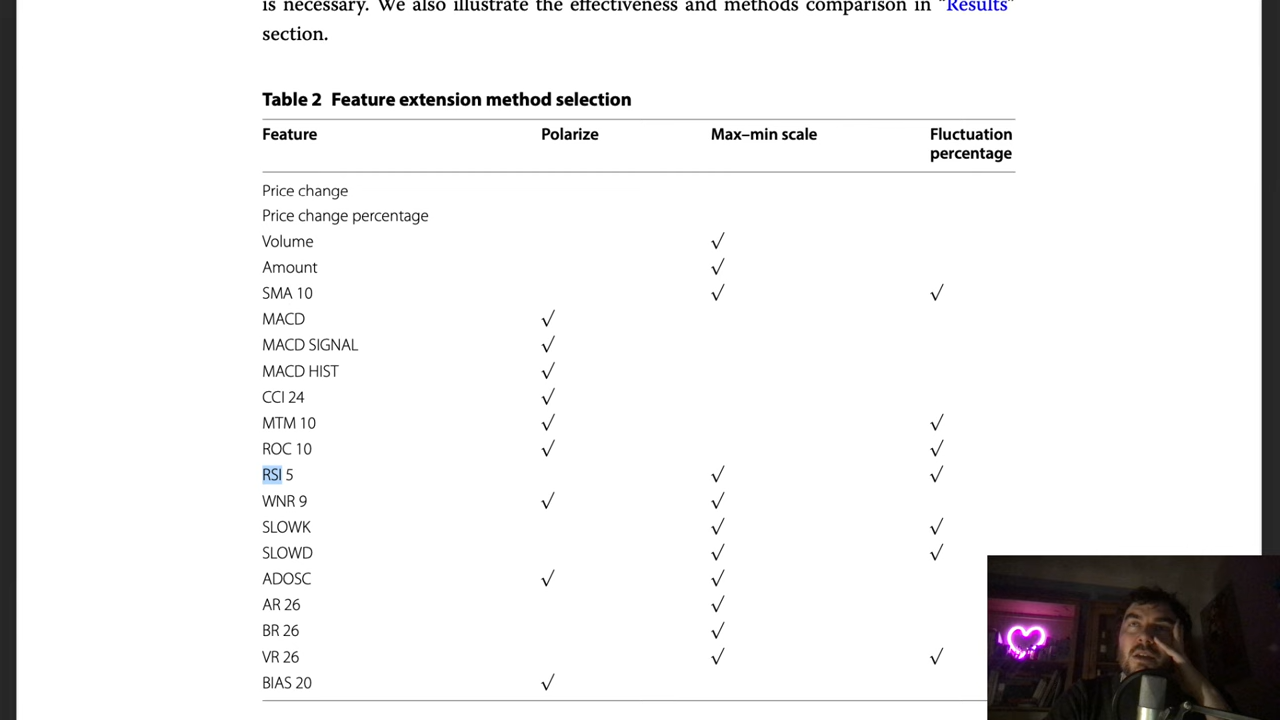 is necessary. We also illustrate the effectiveness and methods comparison in “Results”
section.
Table 2 Feature extension method selection
Feature Polarize Max–min scale Fluctuation percentage
Price change
Price change percentage
Volume √
Amount √
SMA 10 √ √
MACD √
MACD SIGNAL √
MACD HIST √
CCI 24 √
MTM 10 √ √
ROC 10 √ √
RSI 5 √ √
WNR 9 √ √
SLOWK √ √
SLOWD √ √
ADOSC √ √
AR 26 √
BR 26 √
VR 26 √ √
BIAS 20 √